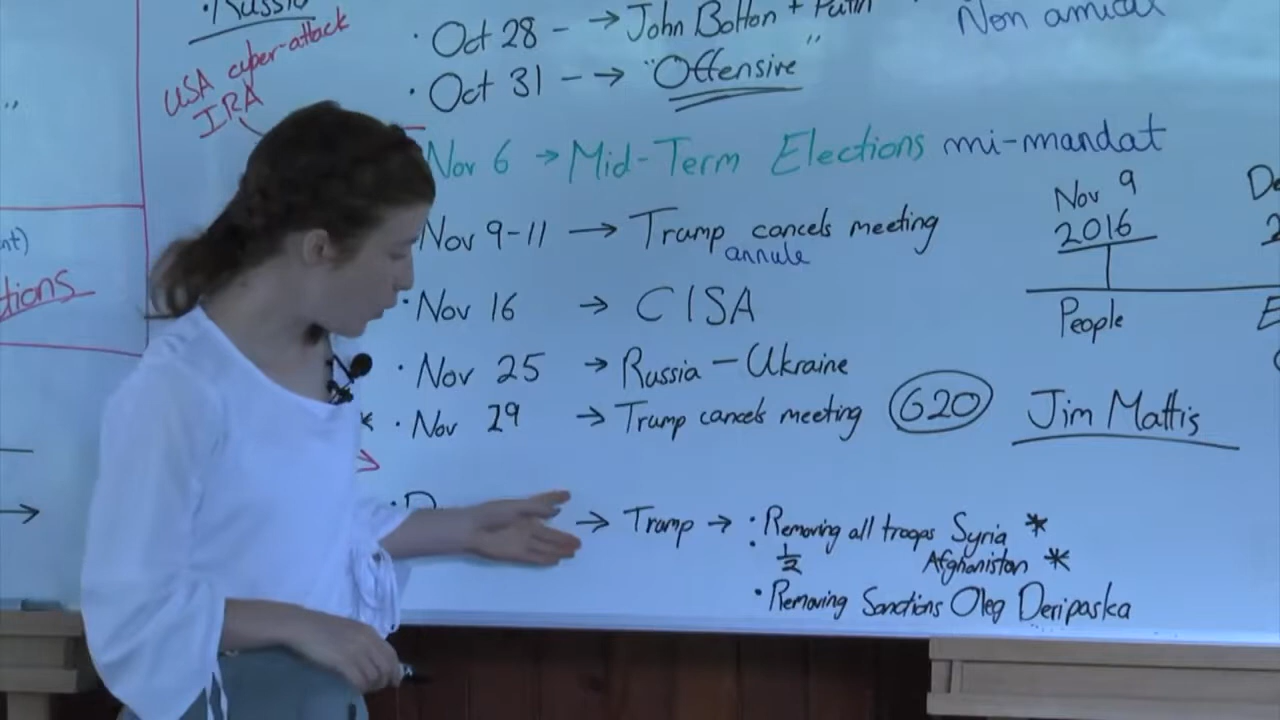 · Russia
USA cyber-attack
IRA
nt)
tions
· Oct 28 – → John Bolton + Putin
· Oct 31 – → "Offensive"
Non amical
Nov 6 → Mid-Term Elections mi-mandat
Nov 9-11 → Trump cancels meeting
annule
· Nov 16 → CISA
· Nov 25 → Russia – Ukraine
* · Nov 29 → Trump cancels meeting G20 Jim Mattis
Nov 9
2016
People
→ Trump → : Removing all troops Syria *
1/2 Afghanistan *
· Removing Sanctions Oleg Deripaska